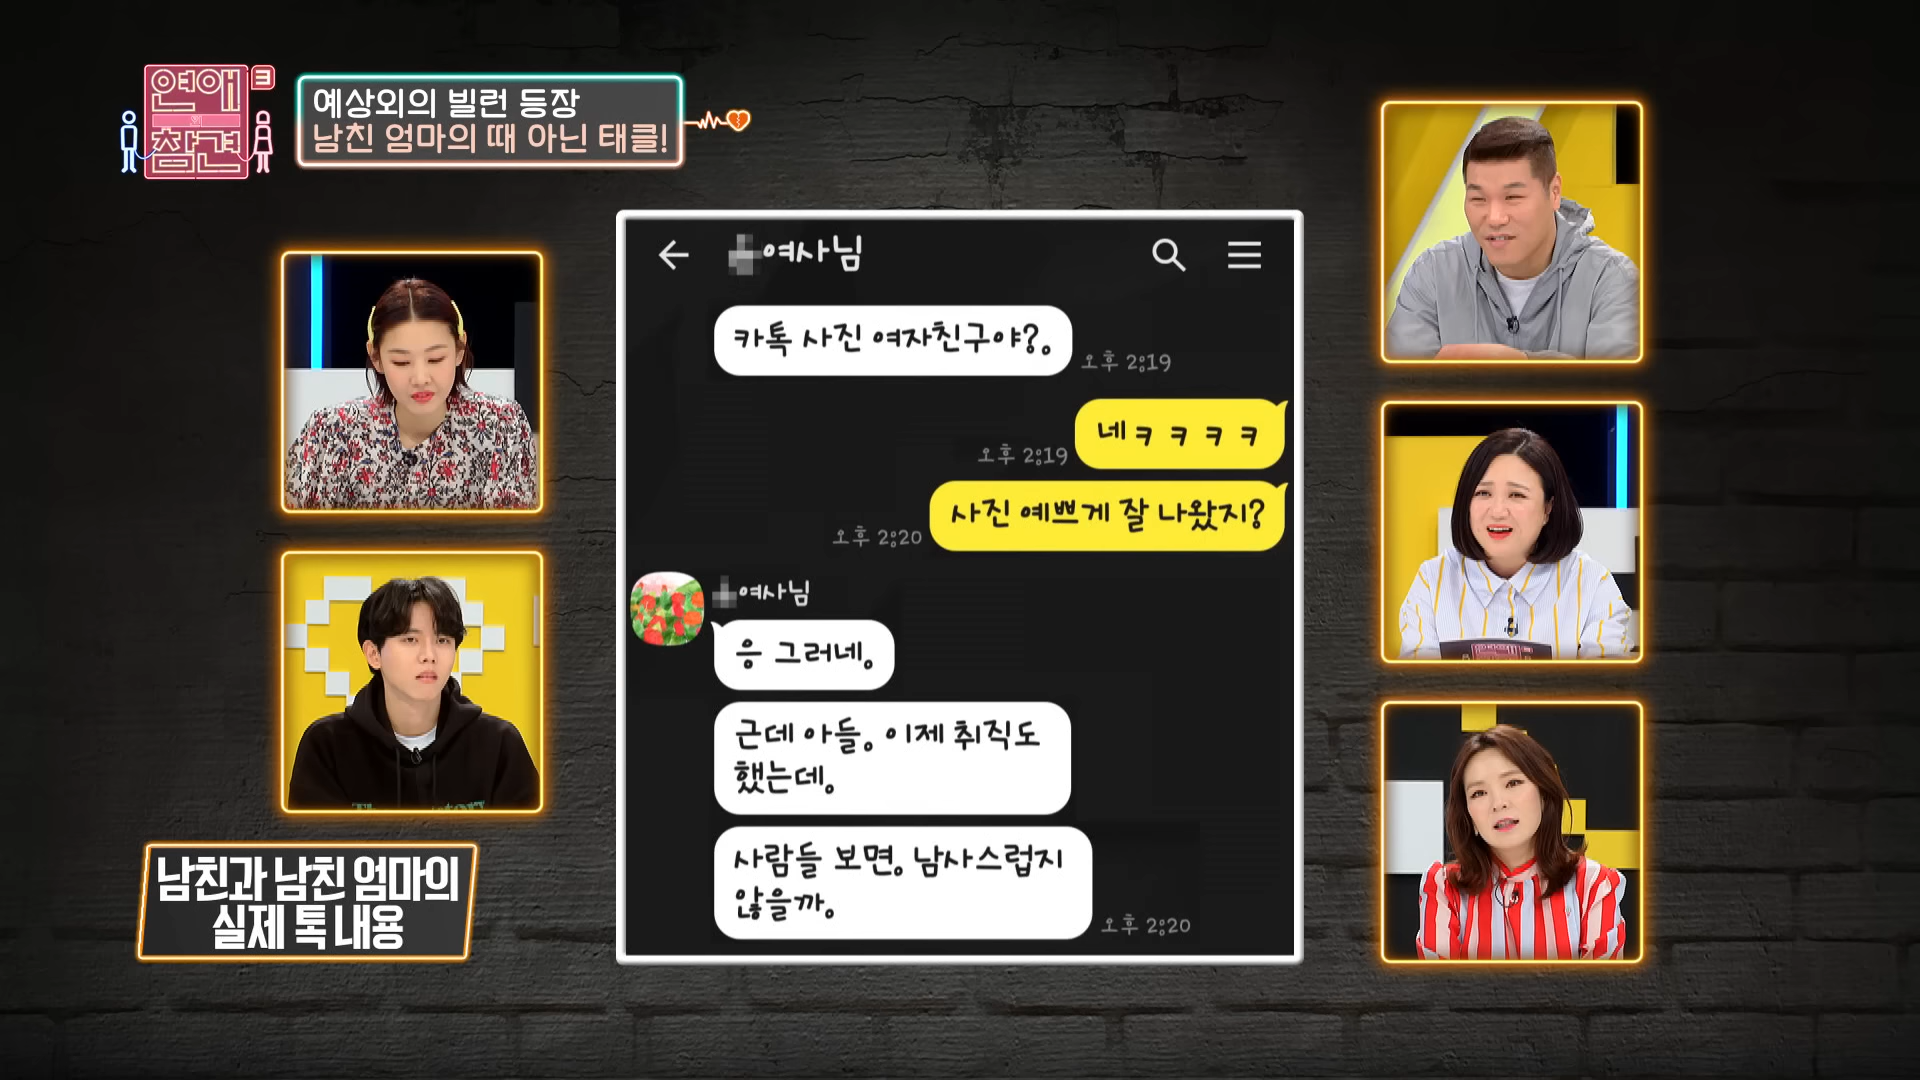 연애의 참견 3
예상외의 빌런 등장
남친 엄마의 때 아닌 태클!
여사님
카톡 사진 여자친구야?.
오후 2:19
네ㅋㅋㅋㅋ
오후 2:19
사진 예쁘게 잘 나왔지?
오후 2:20
여사님
응 그러네.
근데 아들. 이제 취직도
했는데.
사람들 보면. 남사스럽지
않을까.
오후 2:20
남친과 남친 엄마의
실제 톡 내용